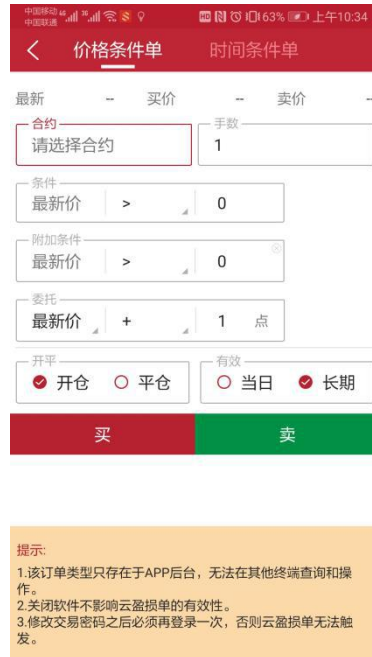 中国移动 46 36 HD 63% 上午10:34
中国联通
价格条件单 时间条件单
最新 -- 买价 -- 卖价 -
合约 手数
请选择合约 1
条件
最新价 > 0
附加条件
最新价 > 0
委托
最新价 + 1 点
开平 有效
开仓 平仓 当日 长期
买 卖
提示:
1.该订单类型只存在于APP后台，无法在其他终端查询和操
作。
2.关闭软件不影响云盈损单的有效性。
3.修改交易密码之后必须再登录一次，否则云盈损单无法触
发。